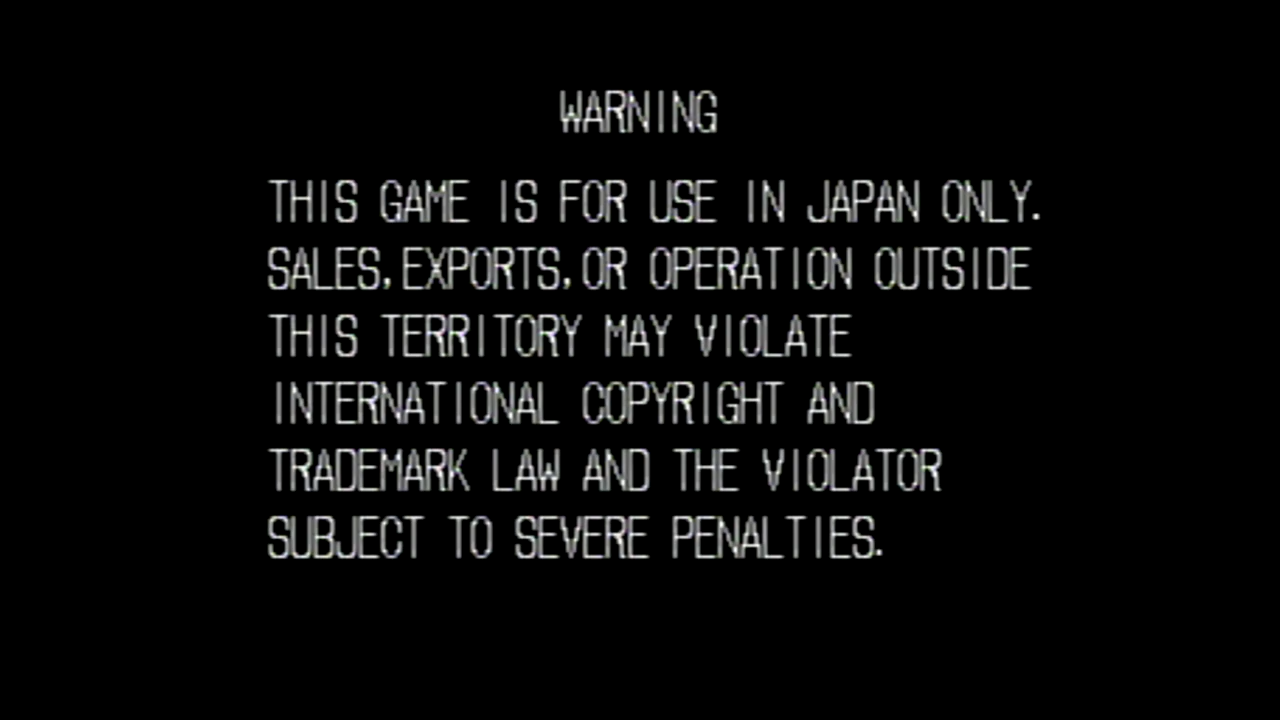 WARNING
THIS GAME IS FOR USE IN JAPAN ONLY.
SALES,EXPORTS,OR OPERATION OUTSIDE
THIS TERRITORY MAY VIOLATE
INTERNATIONAL COPYRIGHT AND
TRADEMARK LAW AND THE VIOLATOR
SUBJECT TO SEVERE PENALTIES.